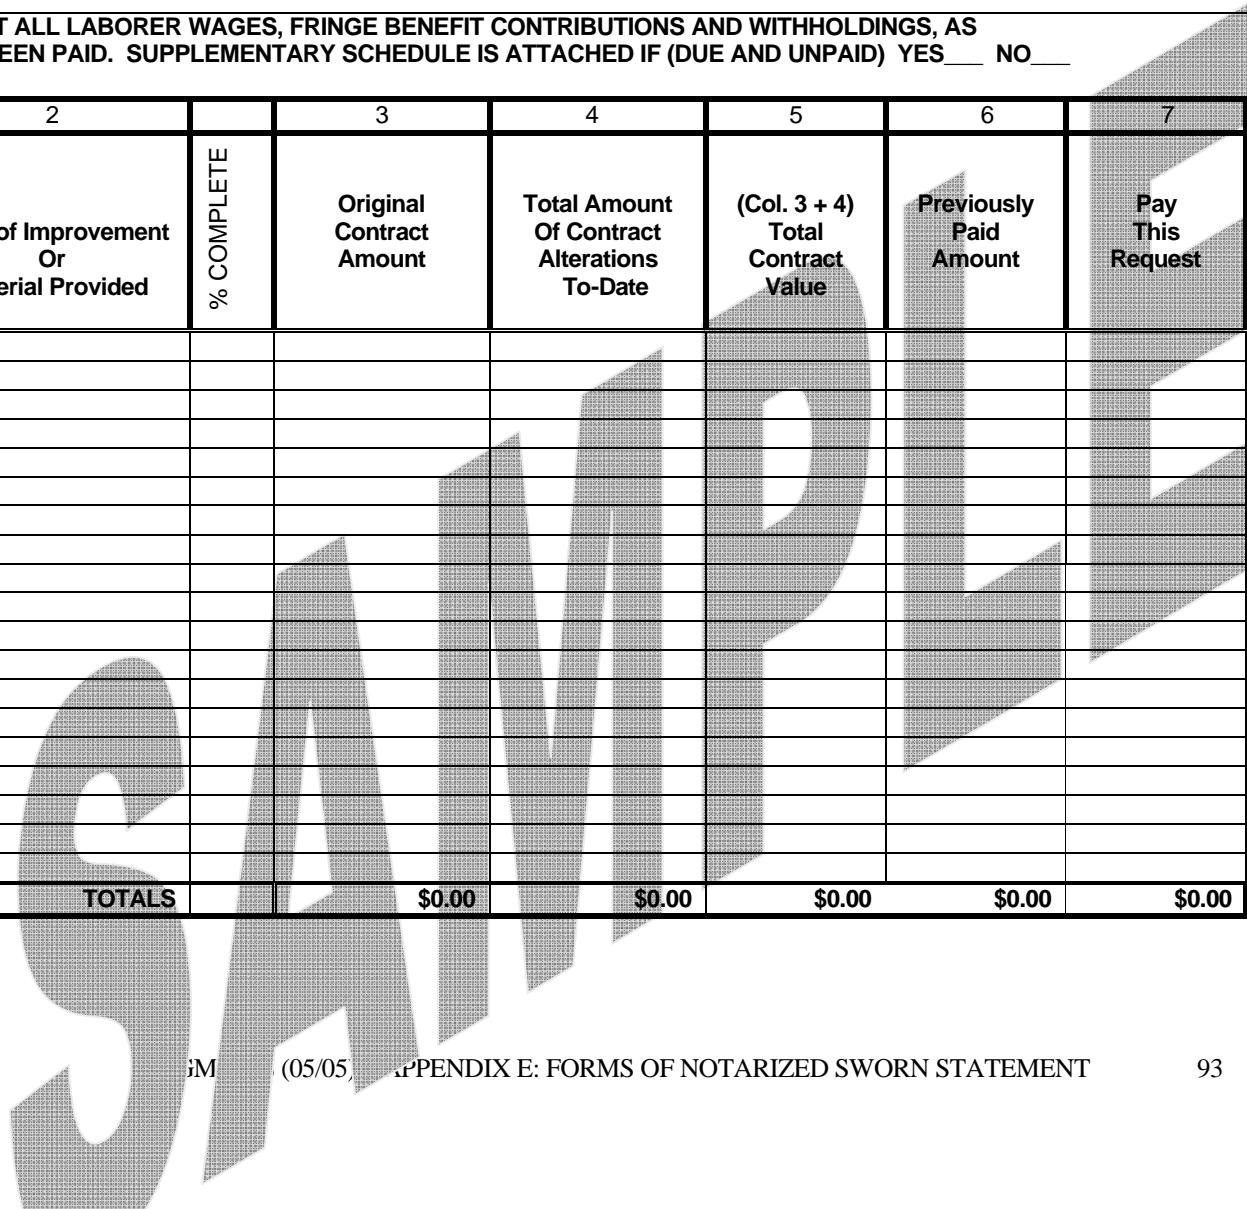 ALL LABORER WAGES, FRINGE BENEFIT CONTRIBUTIONS AND WITHHOLDINGS, AS
EEN PAID. SUPPLEMENTARY SCHEDULE IS ATTACHED IF (DUE AND UNPAID) YES___ NO___
2 3 4 5 6 7
of Improvement
Or
erial Provided
% COMPLETE
Original
Contract
Amount
Total Amount
Of Contract
Alterations
To-Date
(Col. 3 + 4)
Total
Contract
Value
Previously
Paid
Amount
Pay
This
Request
TOTALS $0.00 $0.00 $0.00 $0.00 $0.00
SAMPLE
(05/05) APPENDIX E: FORMS OF NOTARIZED SWORN STATEMENT 93